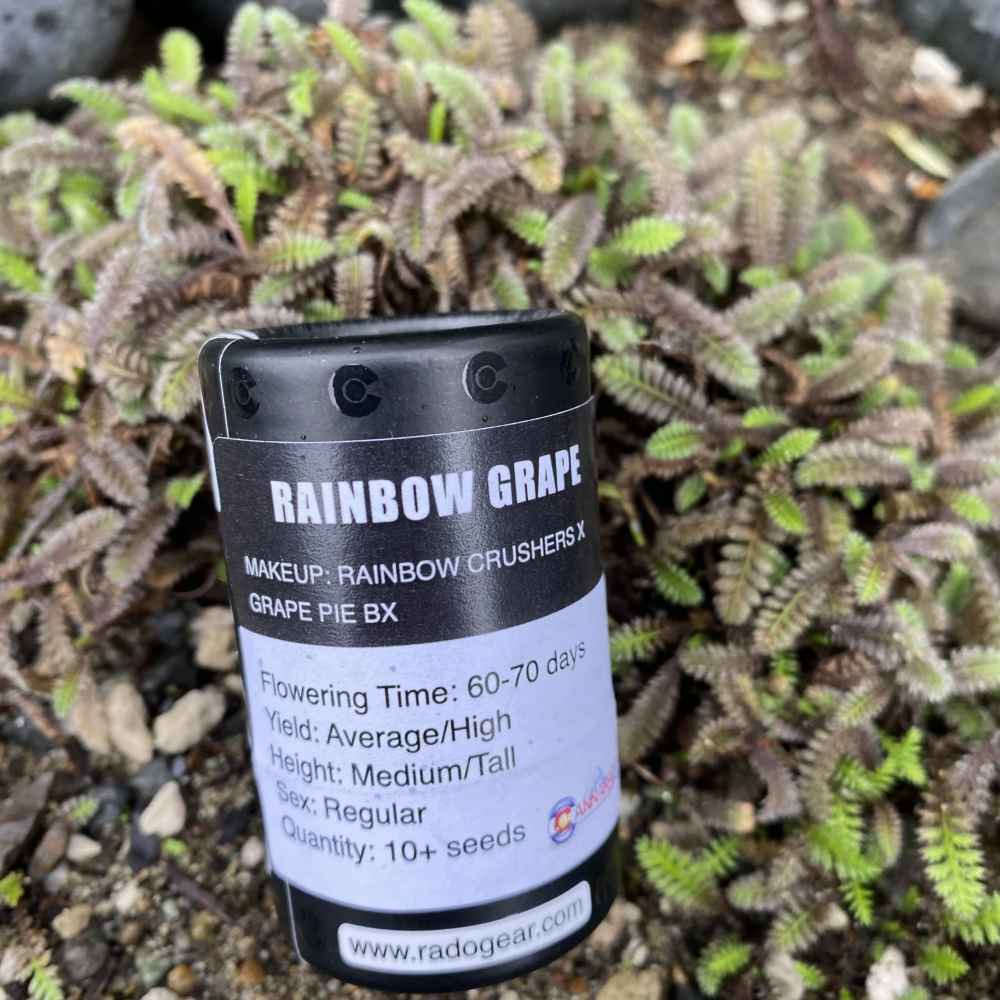 RAINBOW GRAPE
MAKEUP: RAINBOW CRUSHERS X
GRAPE PIE BX
Flowering Time: 60-70 days
Yield: Average/High
Height: Medium/Tall
Sex: Regular
Quantity: 10+ seeds
www.radogear.com